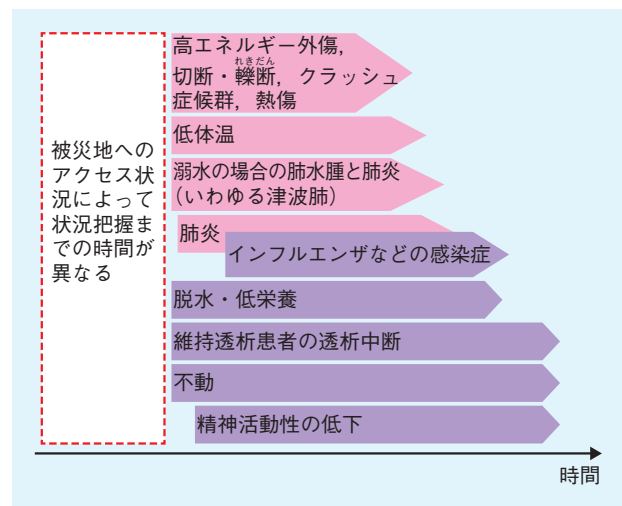 被災地への
アクセス状
況によって
状況把握ま
での時間が
異なる
高エネルギー外傷，
れきだん
切断・轢断，クラッシュ
症候群，熱傷
低体温
溺水の場合の肺水腫と肺炎
（いわゆる津波肺）
肺炎
インフルエンザなどの感染症
脱水・低栄養
維持透析患者の透析中断
不動
精神活動性の低下
時間